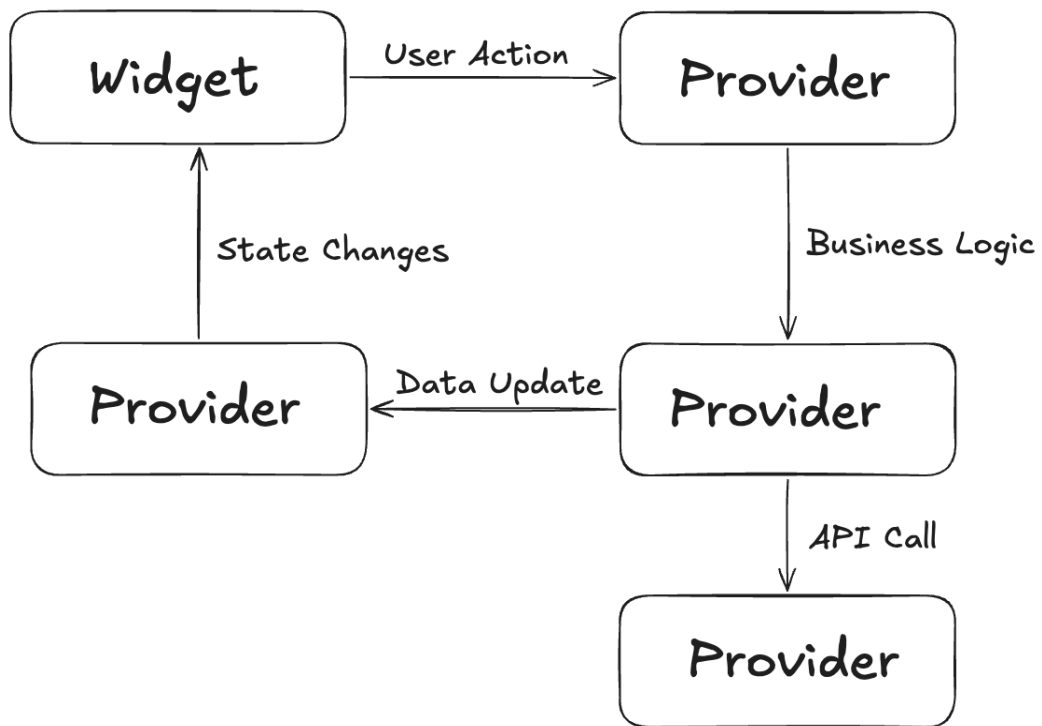 Widget
User Action
Provider
State Changes
Business Logic
Provider
Data Update
Provider
API Call
Provider